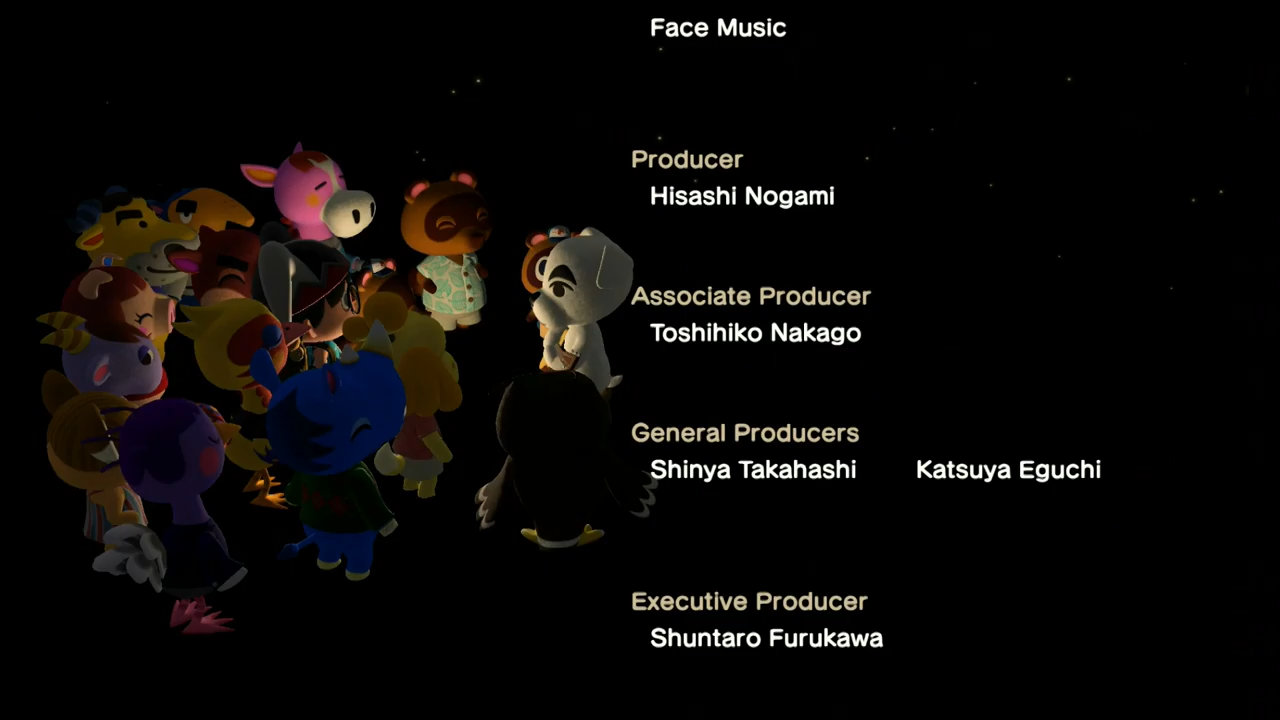 Face Music
Producer
Hisashi Nogami
Associate Producer
Toshihiko Nakago
General Producers
Shinya Takahashi Katsuya Eguchi
Executive Producer
Shuntaro Furukawa